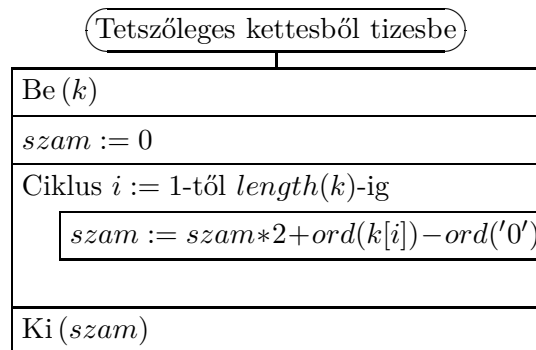 Tetszőleges kettesből tizesbe
Be (k)
szam := 0
Ciklus i := 1-től length(k)-ig
szam := szam*2+ord(k[i])−ord('0')
Ki (szam)